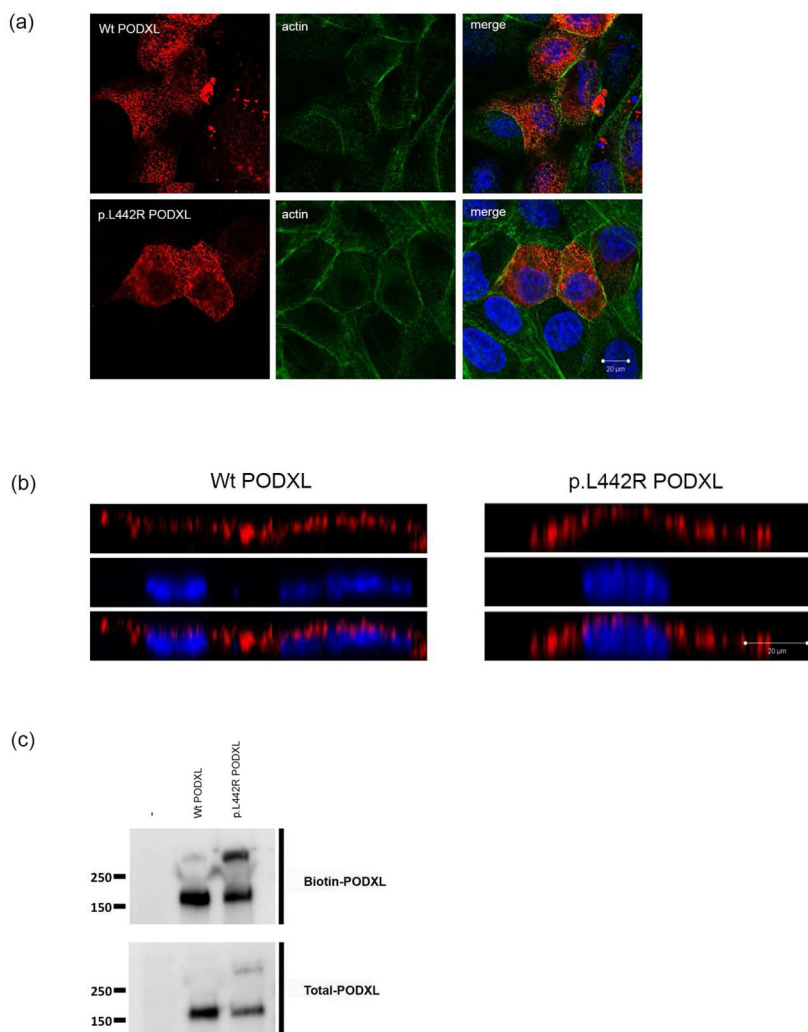 (a)
Wt PODXL
actin
merge
p.L442R PODXL
actin
merge
20 µm
(b)
Wt PODXL
p.L442R PODXL
20 µm
(c)
-
Wt PODXL
p.L442R PODXL
250
150
Biotin-PODXL
250
150
Total-PODXL